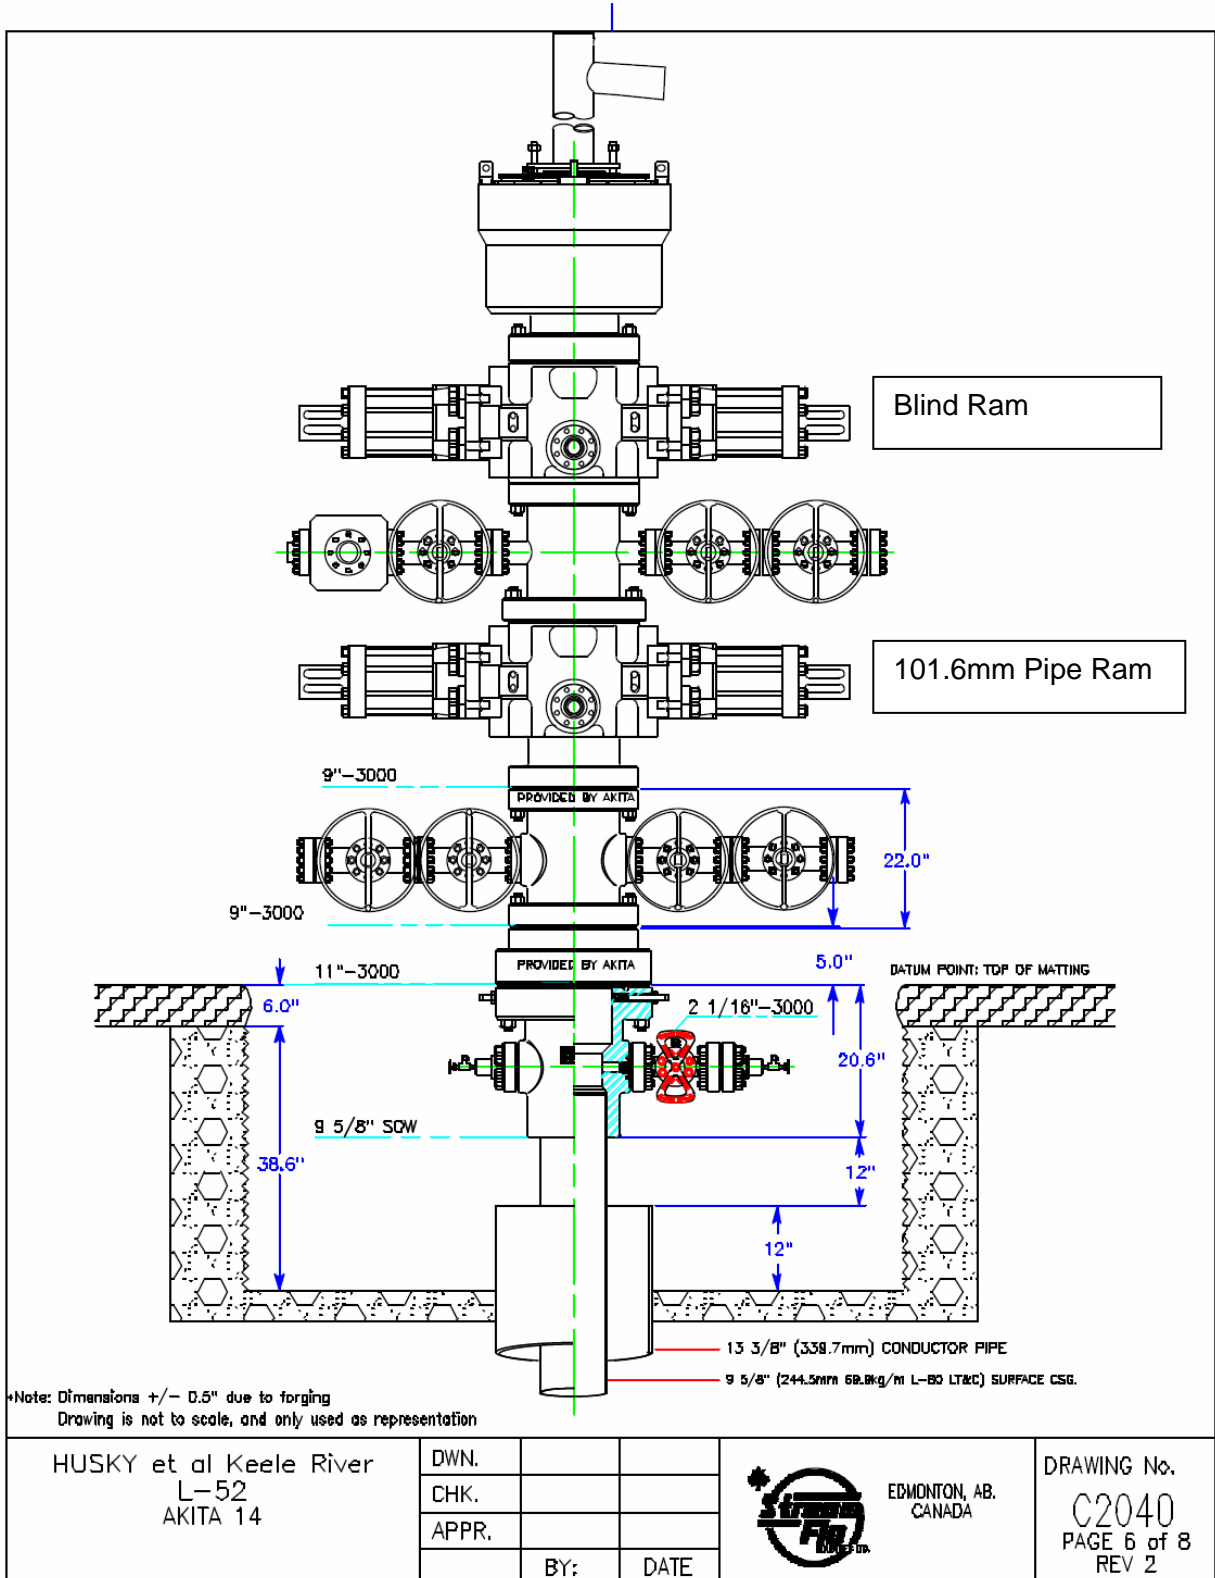 Blind Ram
101.6mm Pipe Ram
9"-3000
PROVIDED BY AKITA
22.0"
9"-3000
11"-3000
PROVIDED BY AKITA
5.0"
DATUM POINT: TOP OF MATTING
6.0"
2 1/16"-3000
20.6"
9 5/8" SOW
38.6"
12"
12"
13 3/8" (339.7mm) CONDUCTOR PIPE
9 5/8" (244.5mm kg/m LT&C) SURFACE CSG.
*Note: Dimensions +/- 0.5" due to forging
Drawing is not to scale, and only used as representation
HUSKY et al Keele River
L-52
AKITA 14
DWN.
CHK.
APPR.
BY:
DATE
Stream
Flo
EDMONTON, AB.
CANADA
DRAWING No.
C2040
PAGE 6 of 8
REV 2